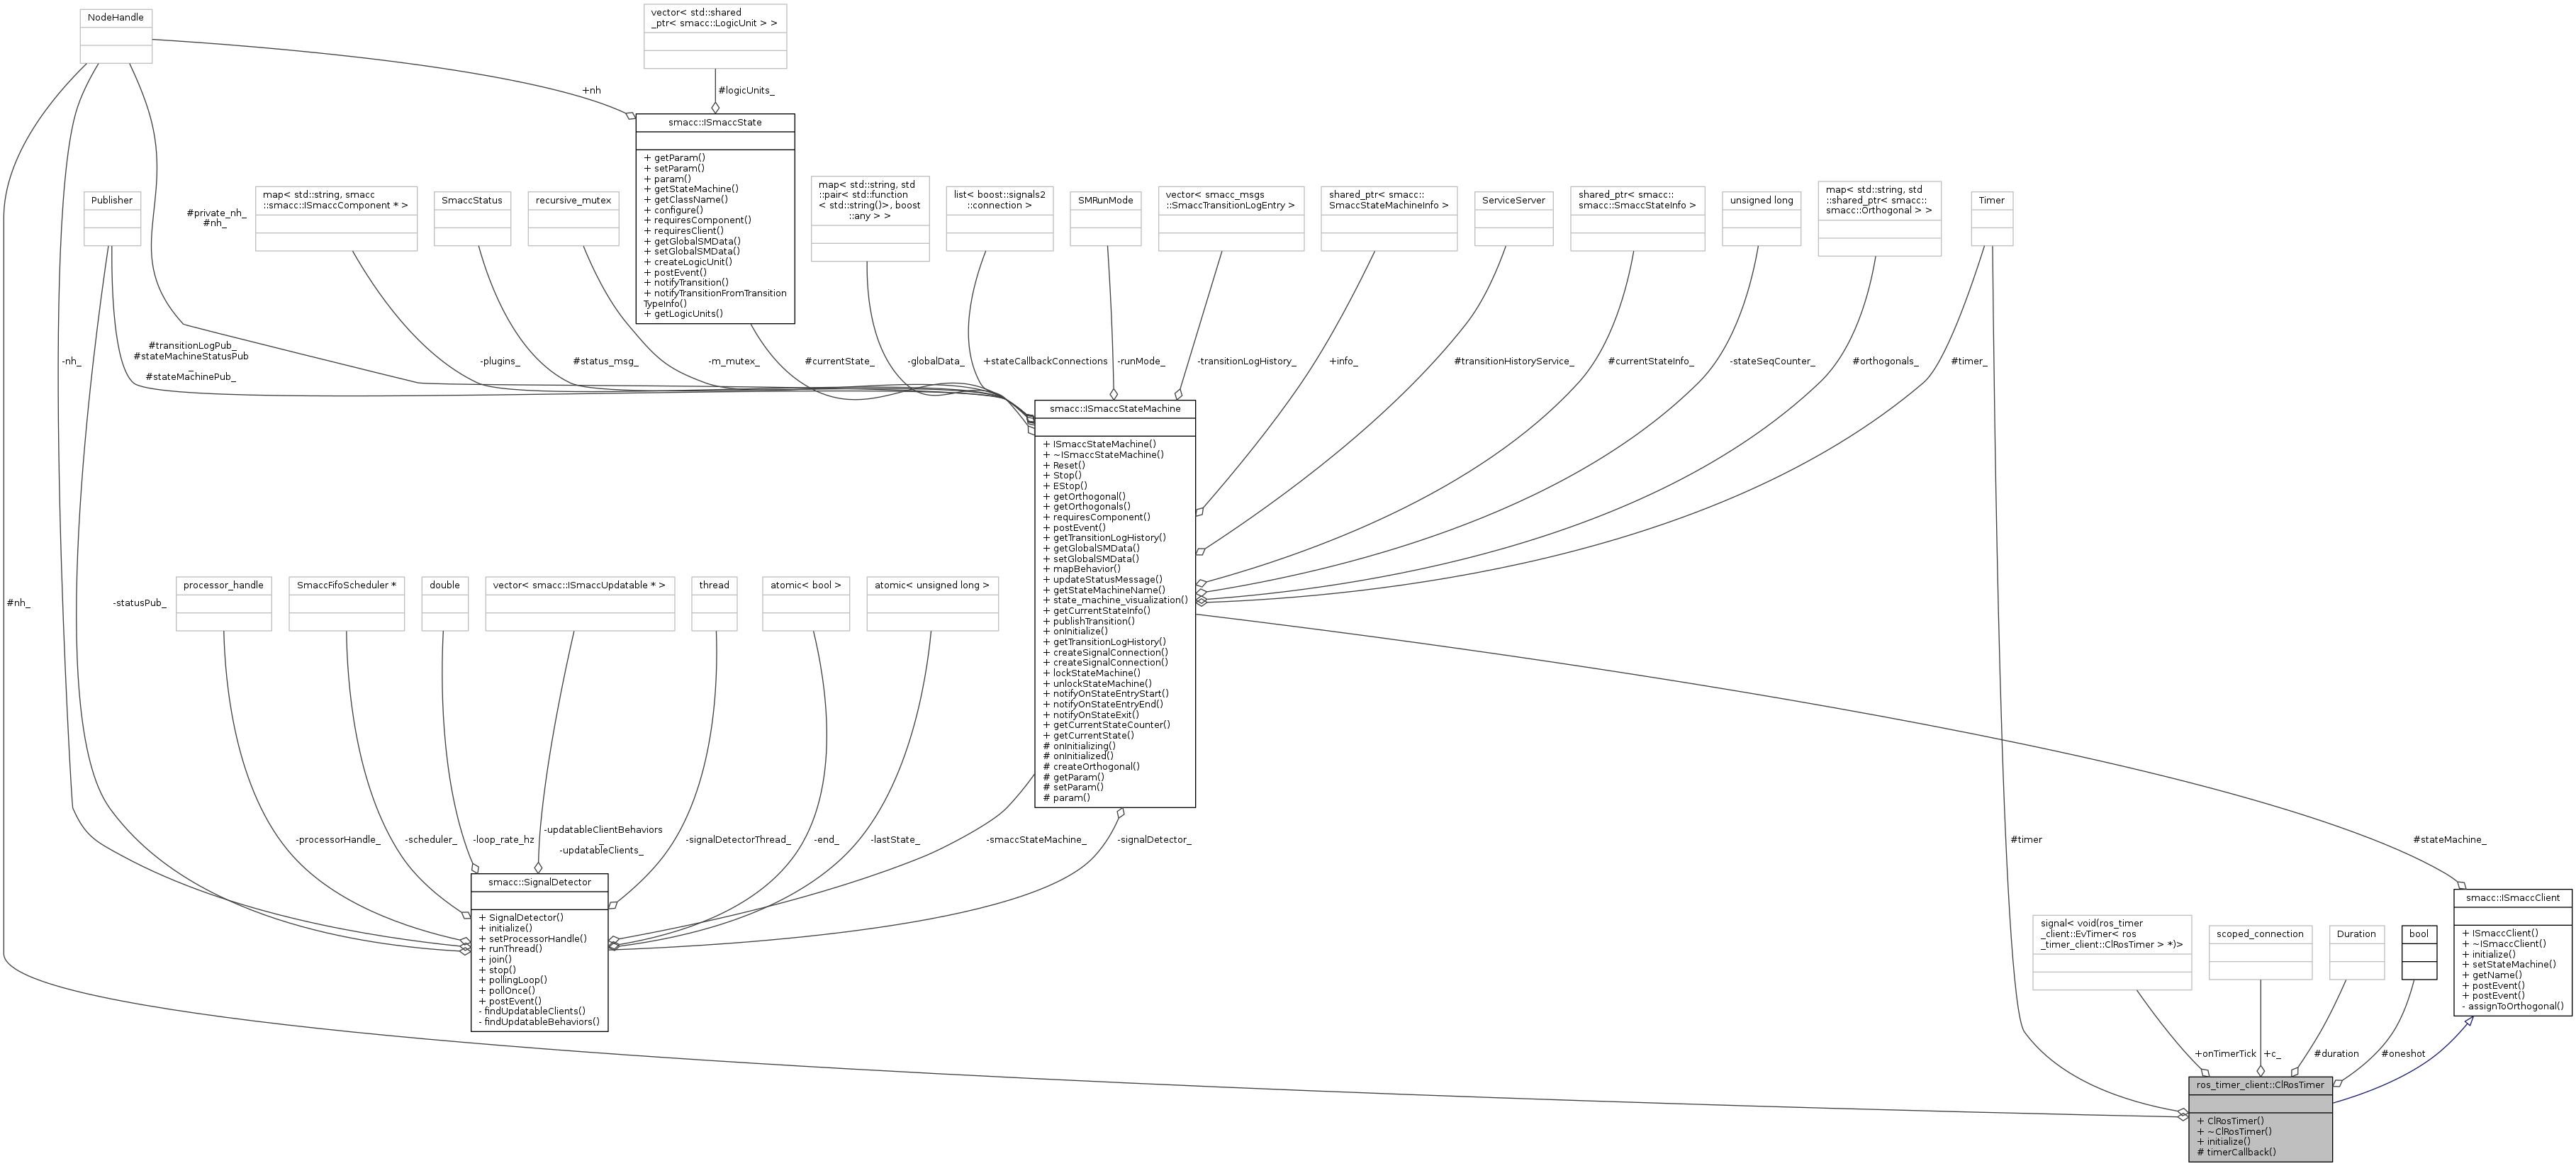 NodeHandle
vector< std::shared
_ptr< smacc::LogicUnit > >
+nh
#logicUnits_
smacc::ISmaccState
+ getParam()
+ setParam()
+ param()
+ getStateMachine()
+ getClassName()
+ configure()
+ requiresComponent()
+ requiresClient()
+ getGlobalSMData()
+ setGlobalSMData()
+ createLogicUnit()
+ postEvent()
+ notifyTransition()
+ notifyTransitionFromTransition
TypeInfo()
+ getLogicUnits()
Publisher
#private_nh_
#nh_
map< std::string, smacc
::smacc::ISmaccComponent * >
SmaccStatus
recursive_mutex
map< std::string, std
::pair< std::function
< std::string()>, boost
::any > >
list< boost::signals2
::connection >
SMRunMode
vector< smacc_msgs
::SmaccTransitionLogEntry >
shared_ptr< smacc::
SmaccStateMachineInfo >
ServiceServer
shared_ptr< smacc::
smacc::SmaccStateInfo >
unsigned long
map< std::string, std
::shared_ptr< smacc::
smacc::Orthogonal > >
Timer
-nh_
#transitionLogPub_
#stateMachineStatusPub
_
#stateMachinePub_
-plugins_
#status_msg_
-m_mutex_
#currentState_
-globalData_
+stateCallbackConnections
-runMode_
-transitionLogHistory_
+info_
#transitionHistoryService_
#currentStateInfo_
-stateSeqCounter_
#orthogonals_
#timer_
smacc::ISmaccStateMachine
+ ISmaccStateMachine()
+ ~ISmaccStateMachine()
+ Reset()
+ Stop()
+ EStop()
+ getOrthogonal()
+ getOrthogonals()
+ requiresComponent()
+ postEvent()
+ getTransitionLogHistory()
+ getGlobalSMData()
+ setGlobalSMData()
+ mapBehavior()
+ updateStatusMessage()
+ getStateMachineName()
+ state_machine_visualization()
+ getCurrentStateInfo()
+ publishTransition()
+ onInitialize()
+ getTransitionLogHistory()
+ createSignalConnection()
+ createSignalConnection()
+ lockStateMachine()
+ unlockStateMachine()
+ notifyOnStateEntryStart()
+ notifyOnStateEntryEnd()
+ notifyOnStateExit()
+ getCurrentStateCounter()
+ getCurrentState()
# onInitializing()
# onInitialized()
# createOrthogonal()
# getParam()
# setParam()
# param()
#nh_
-statusPub_
processor_handle
SmaccFifoScheduler *
double
vector< smacc::ISmaccUpdatable * >
thread
atomic< bool >
atomic< unsigned long >
-processorHandle_
-scheduler_
-loop_rate_hz
-updatableClientBehaviors
_
-updatableClients_
-signalDetectorThread_
-end_
-lastState_
-smaccStateMachine_
-signalDetector_
#timer
#stateMachine_
smacc::SignalDetector
+ SignalDetector()
+ initialize()
+ setProcessorHandle()
+ runThread()
+ join()
+ stop()
+ pollingLoop()
+ pollOnce()
+ postEvent()
- findUpdatableClients()
- findUpdatableBehaviors()
signal< void(ros_timer
_client::EvTimer< ros
_timer_client::ClRosTimer > *)>
scoped_connection
Duration
bool
smacc::ISmaccClient
+ ISmaccClient()
+ ~ISmaccClient()
+ initialize()
+ setStateMachine()
+ getName()
+ postEvent()
+ postEvent()
- assignToOrthogonal()
+onTimerTick
+c_
#duration
#oneshot
ros_timer_client::ClRosTimer
+ ClRosTimer()
+ ~ClRosTimer()
+ initialize()
# timerCallback()